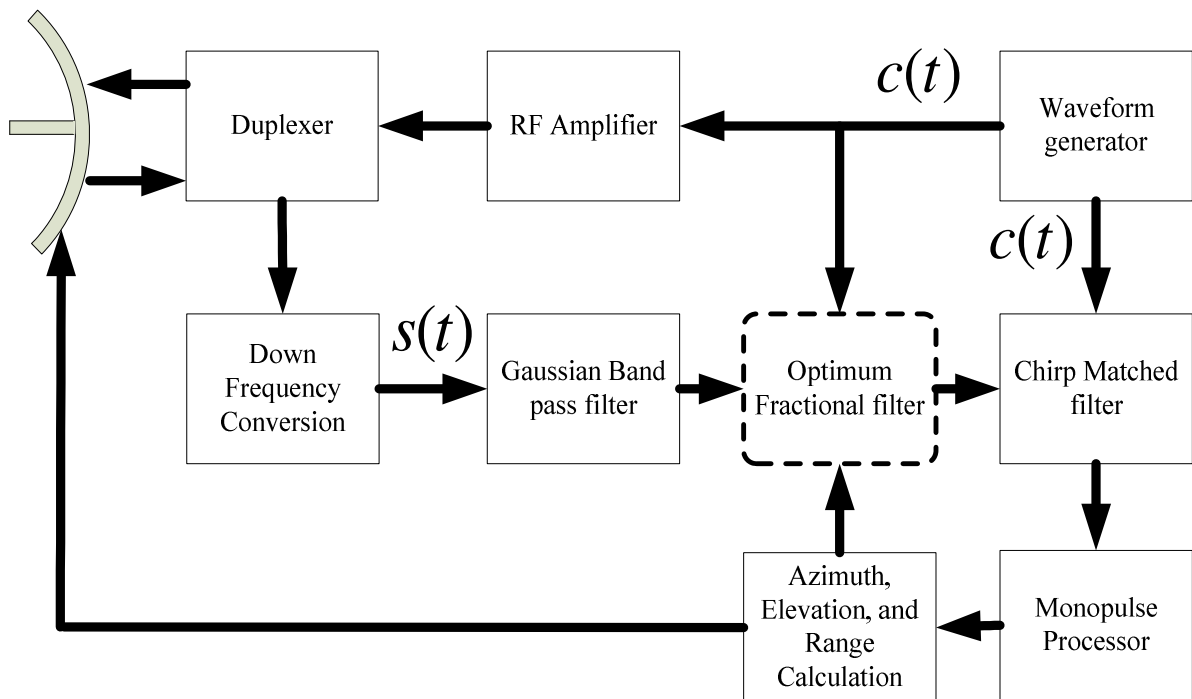 c(t)
Duplexer
RF Amplifier
Waveform
generator
c(t)
s(t)
Down
Frequency
Conversion
Gaussian Band
pass filter
Optimum
Fractional filter
Chirp Matched
filter
Azimuth,
Elevation, and
Range
Calculation
Monopulse
Processor